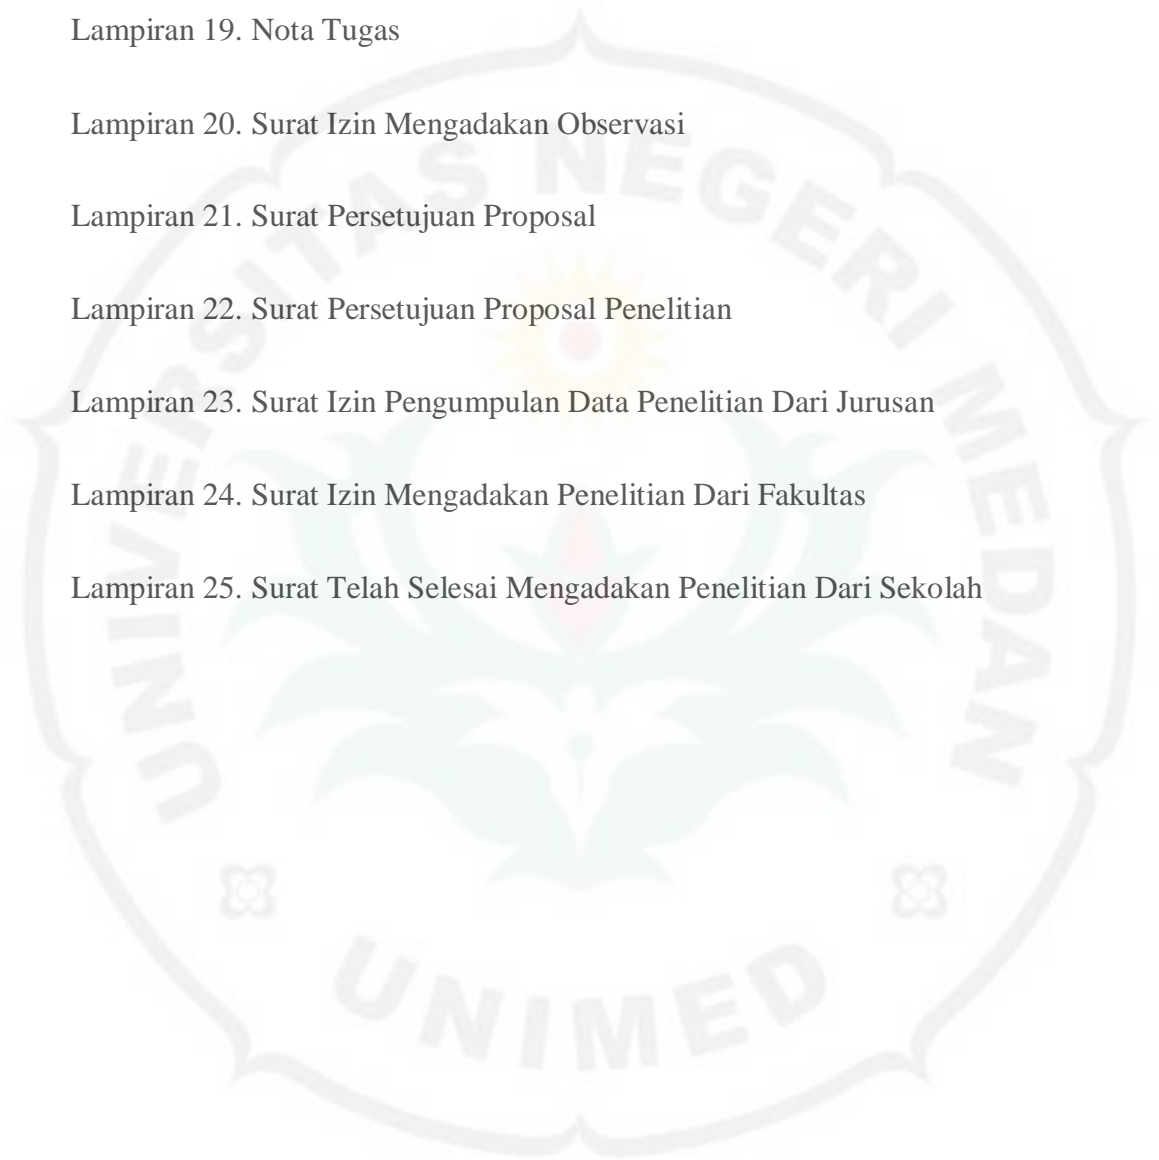 Lampiran 19. Nota Tugas
Lampiran 20. Surat Izin Mengadakan Observasi
Lampiran 21. Surat Persetujuan Proposal
Lampiran 22. Surat Persetujuan Proposal Penelitian
Lampiran 23. Surat Izin Pengumpulan Data Penelitian Dari Jurusan
Lampiran 24. Surat Izin Mengadakan Penelitian Dari Fakultas
Lampiran 25. Surat Telah Selesai Mengadakan Penelitian Dari Sekolah
UNIVERSITAS NEGERI MEDAN
UNIMED